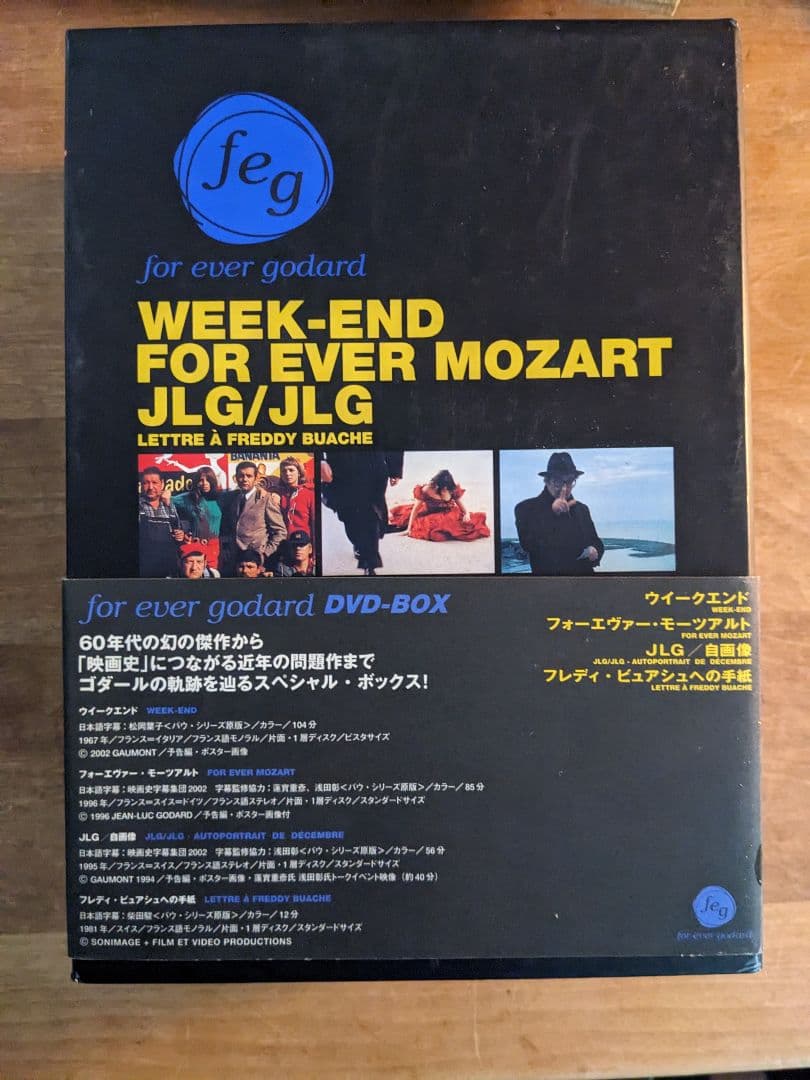 feg
for ever godard
WEEK-END
FOR EVER MOZART
JLG/JLG
LETTRE À FREDDY BUACHE
BANANIA
for ever godard DVD-BOX
60年代の幻の傑作から
「映画史」につながる近年の問題作まで
ゴダールの軌跡を辿るスペシャル・ボックス!
ウイークエンド
WEEK-END
フォーエヴァー・モーツアルト
FOR EVER MOZART
JLG/自画像
JLG/JLG - AUTOPORTRAIT DE DÉCEMBRE
フレディ・ビュアシュへの手紙
LETTRE À FREDDY BUACHE
ウイークエンド WEEK-END
日本語字幕:松岡葉子<パウ・シリーズ原版>/カラー/104分
1967年/フランス=イタリア/フランス語モノラル/片面・1層ディスク/ビスタサイズ
© 2002 GAUMONT /予告編・ポスター画像
フォーエヴァー・モーツアルト FOR EVER MOZART
日本語字幕:映画史字幕集団2002 字幕監修協力:蓮實重彦、浅田彰<パウ・シリーズ原版>/カラー/85分
1996年/フランス=スイス=ドイツ/フランス語ステレオ/片面・1層ディスク/スタンダードサイズ
© 1996 JEAN-LUC GODARD /予告編・ポスター画像付
JLG/自画像 JLG/JLG - AUTOPORTRAIT DE DÉCEMBRE
日本語字幕:映画史字幕集団2002 字幕監修協力:浅田彰<パウ・シリーズ原版>/カラー/56分
1995年/フランス=スイス/フランス語ステレオ/片面・1層ディスク/スタンダードサイズ
© GAUMONT 1994 /予告編・ポスター画像・蓮實重彦氏 浅田彰氏トークイベント映像(約40分)
フレディ・ビュアシュへの手紙 LETTRE À FREDDY BUACHE
日本語字幕:柴田駿<パウ・シリーズ原版>/カラー/12分
1981年/スイス/フランス語モノラル/片面・1層ディスク/スタンダードサイズ
© SONIMAGE + FILM ET VIDEO PRODUCTIONS
feg
for ever godard